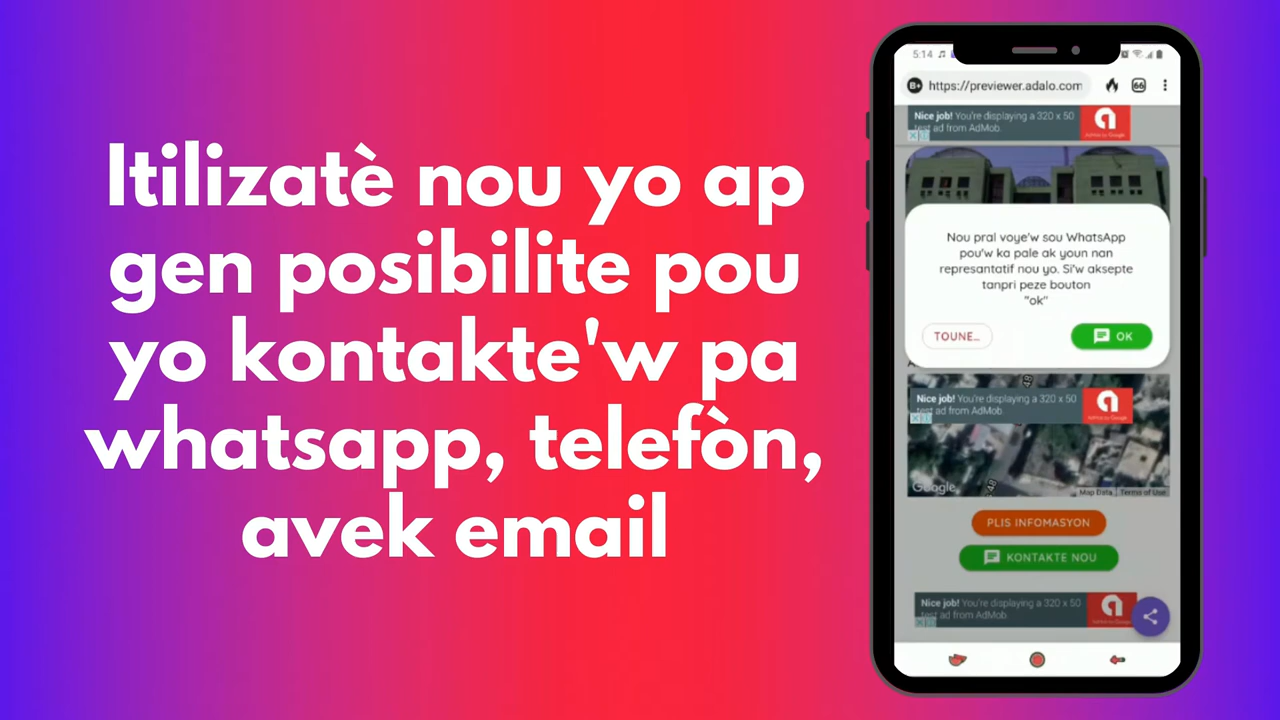 Itilizatè nou yo ap
gen posibilite pou
yo kontakte'w pa
whatsapp, telefòn,
avek email
5:14
B+ https://previewer.adalo.com 66
Nice job! You're displaying a 320 x 50
test ad from AdMob.
Nou pral voye'w sou WhatsApp
pou'w ka pale ak youn nan
represantatif nou yo. Si'w aksepte
tanpri peze bouton
"ok"
TOUNE...
OK
48
Nice job! You're displaying a 320 x 50
test ad from AdMob.
48
Google
Map Data
Terms of Use
PLIS INFOMASYON
KONTAKTE NOU
Nice job! You're displaying a 320 x 50
test ad from AdMob.